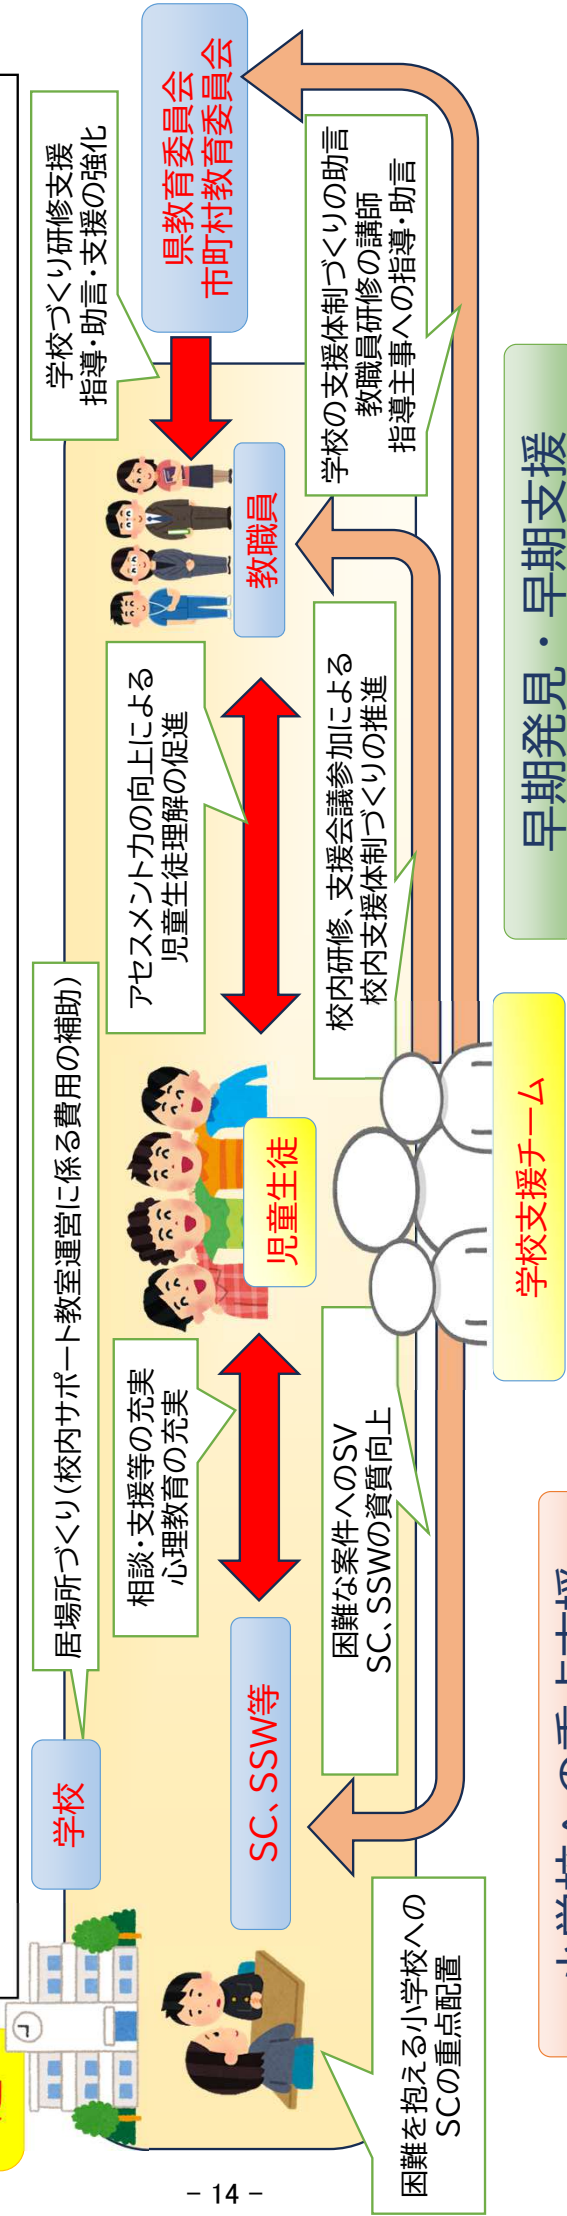 学校
居場所づくり(校内サポート教室運営に係る費用の補助)
学校づくり研修支援
指導・助言・支援の強化
県教育委員会
市町村教育委員会
相談・支援等の充実
心理教育の充実
アセスメント力の向上による
児童生徒理解の促進
SC、SSW等
児童生徒
教職員
困難を抱える小学校への
SCの重点配置
困難な案件へのSV
SC、SSWの資質向上
校内研修、支援会議参加による
校内支援体制づくりの推進
学校の支援体制づくりの助言
教職員研修の講師
指導主事への指導・助言
学校支援チーム
早期発見・早期支援
- 14 -